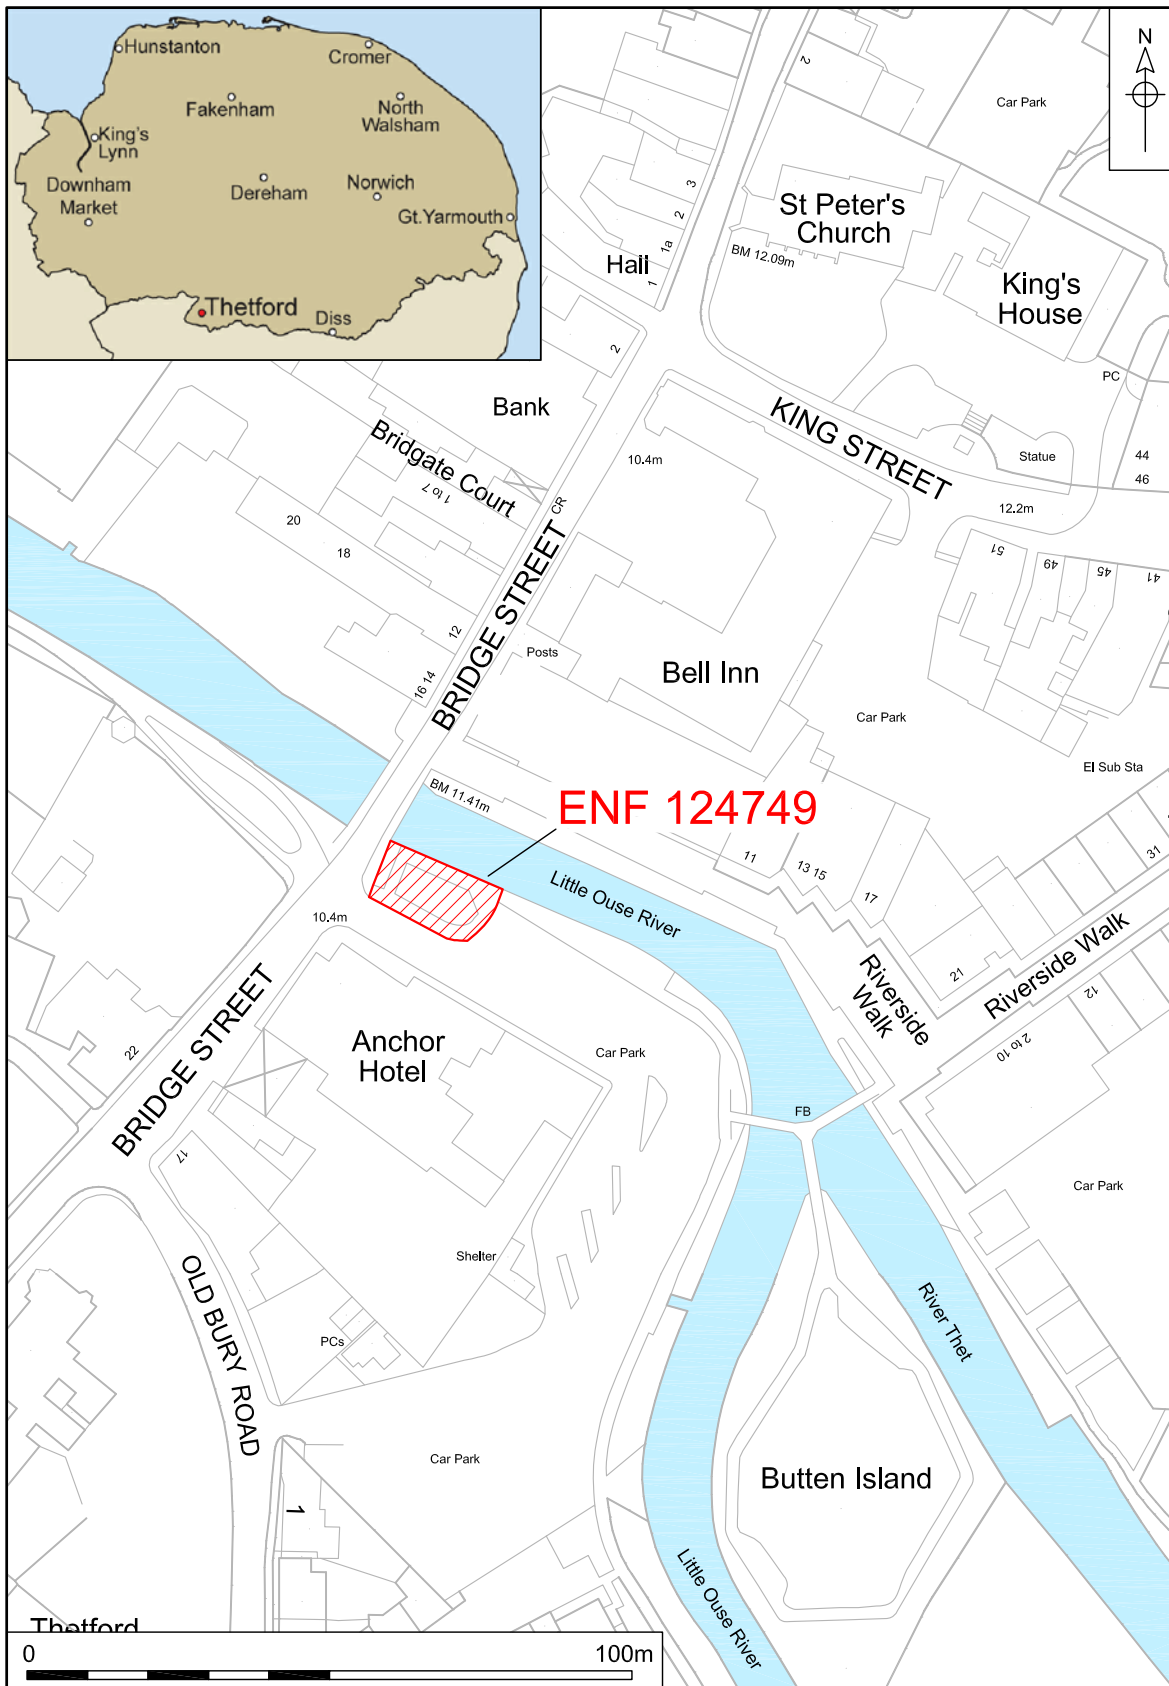 Hunstanton
Cromer
Fakenham
North
Walsham
King's
Lynn
Downham
Market
Dereham
Norwich
Gt.Yarmouth
Thetford
Diss
N
2
Car Park
3
2
1a
1
Hall
St Peter's
Church
BM 12.09m
King's
House
PC
2
Bank
KING STREET
Statue
44
46
Bridgate Court
1 to 7
10.4m
12.2m
CR
20
18
51
49
45
41
BRIDGE STREET
12
Posts
16 14
Bell Inn
Car Park
El Sub Sta
BM 11.41m
ENF 124749
11
13 15
17
31
Little Ouse River
10.4m
21
Riverside Walk
Riverside
Walk
12
2 to 10
BRIDGE STREET
22
Anchor
Hotel
Car Park
FB
17
Car Park
Shelter
OLD BURY ROAD
PCs
River Thet
Car Park
Butten Island
1
Little Ouse River
Thetford
0
100m